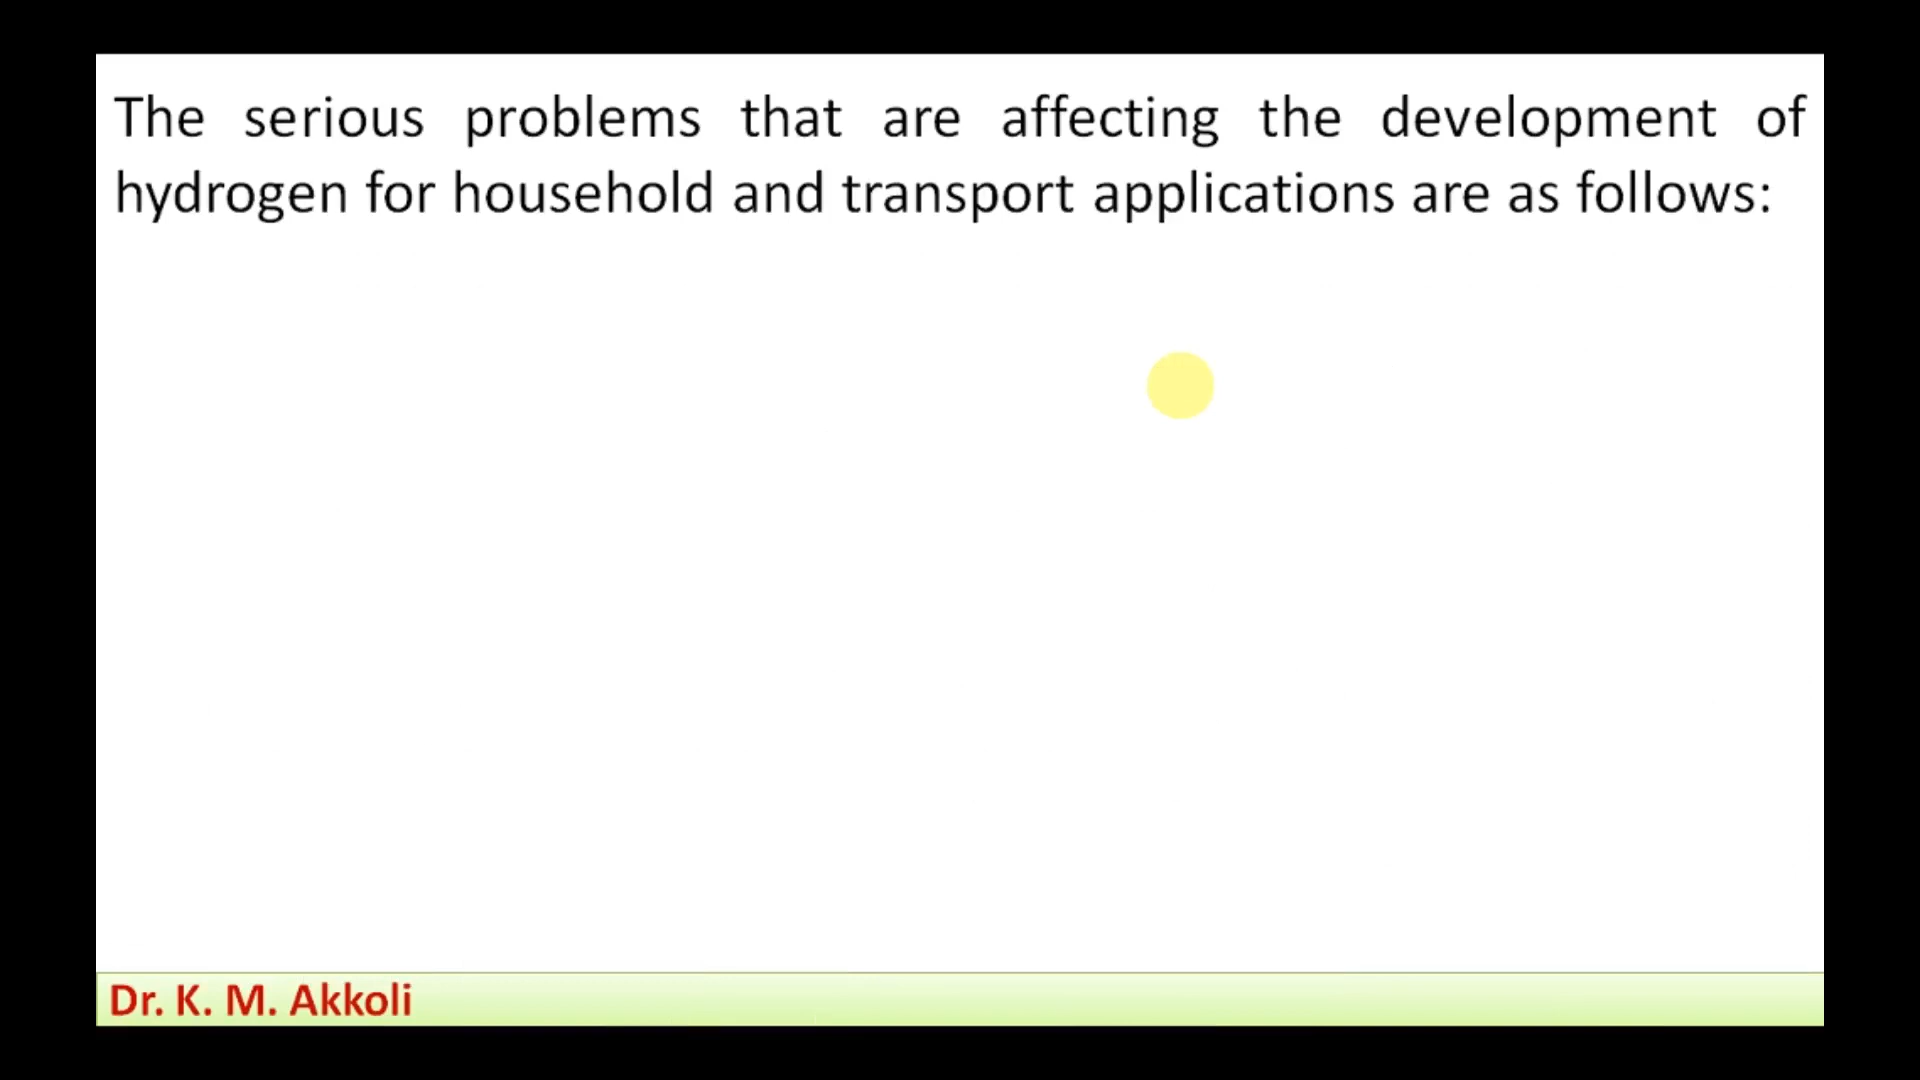 The serious problems that are affecting the development of
hydrogen for household and transport applications are as follows:
Dr. K. M. Akkoli